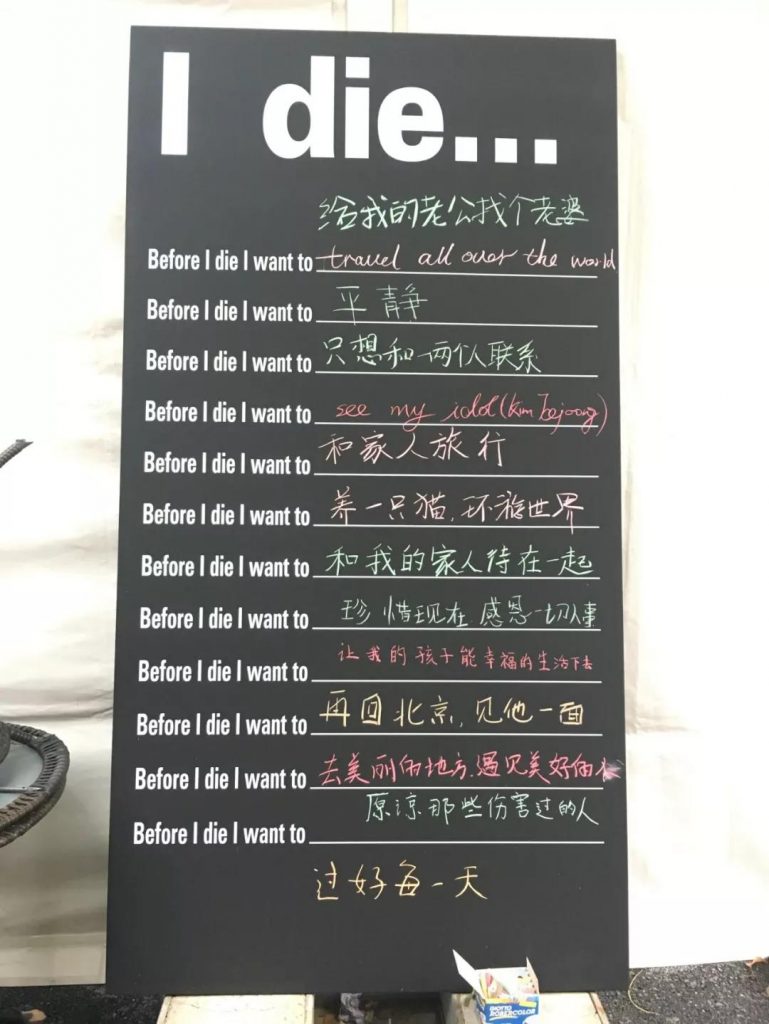 I die...
给我的老公找个老婆
Before I die I want to travel all over the world
Before I die I want to 平静
Before I die I want to 只想和一两个人联系
Before I die I want to see my idol (Kim
Before I die I want to 和家人旅行
Before I die I want to 养一只猫，环游世界
Before I die I want to 和我的家人待在一起
Before I die I want to 珍惜现在 感恩一切人事
Before I die I want to 让我的孩子能幸福的生活下去
Before I die I want to 再回北京，见他一面
Before I die I want to 去美丽的地方，遇见美好的人
原谅那些伤害过的人
Before I die I want to
过好每一天
GIOTTO
ROBERCOLOR